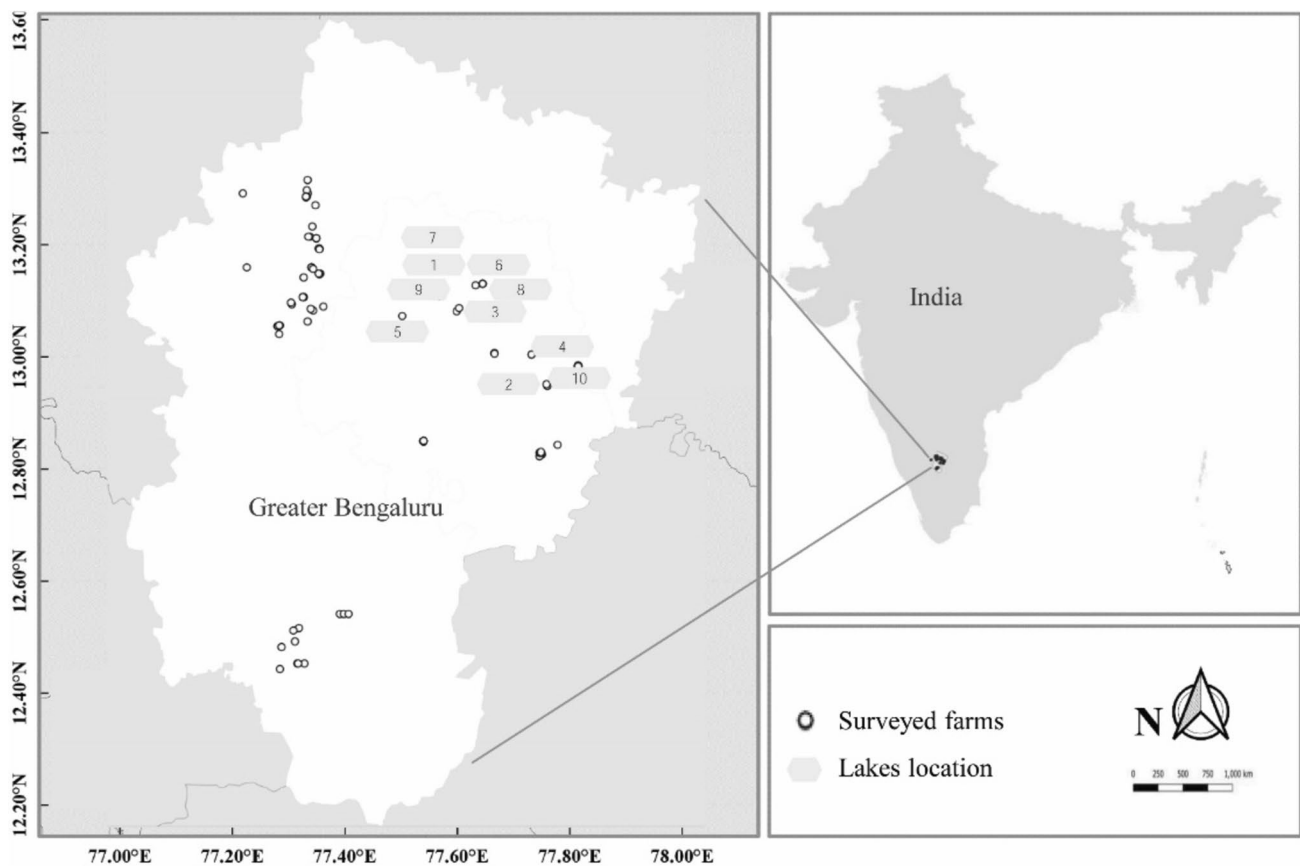 13.6
13.40°N
13.20°N
13.00°N
12.80°N
12.60°N
12.40°N
12.20°N
7
1 6
9 8
3
5
4
2 10
Greater Bengaluru
77.00°E 77.20°E 77.40°E 77.60°E 77.80°E 78.00°E
India
Surveyed farms
Lakes location
N
0 250 500 750 1,000 km